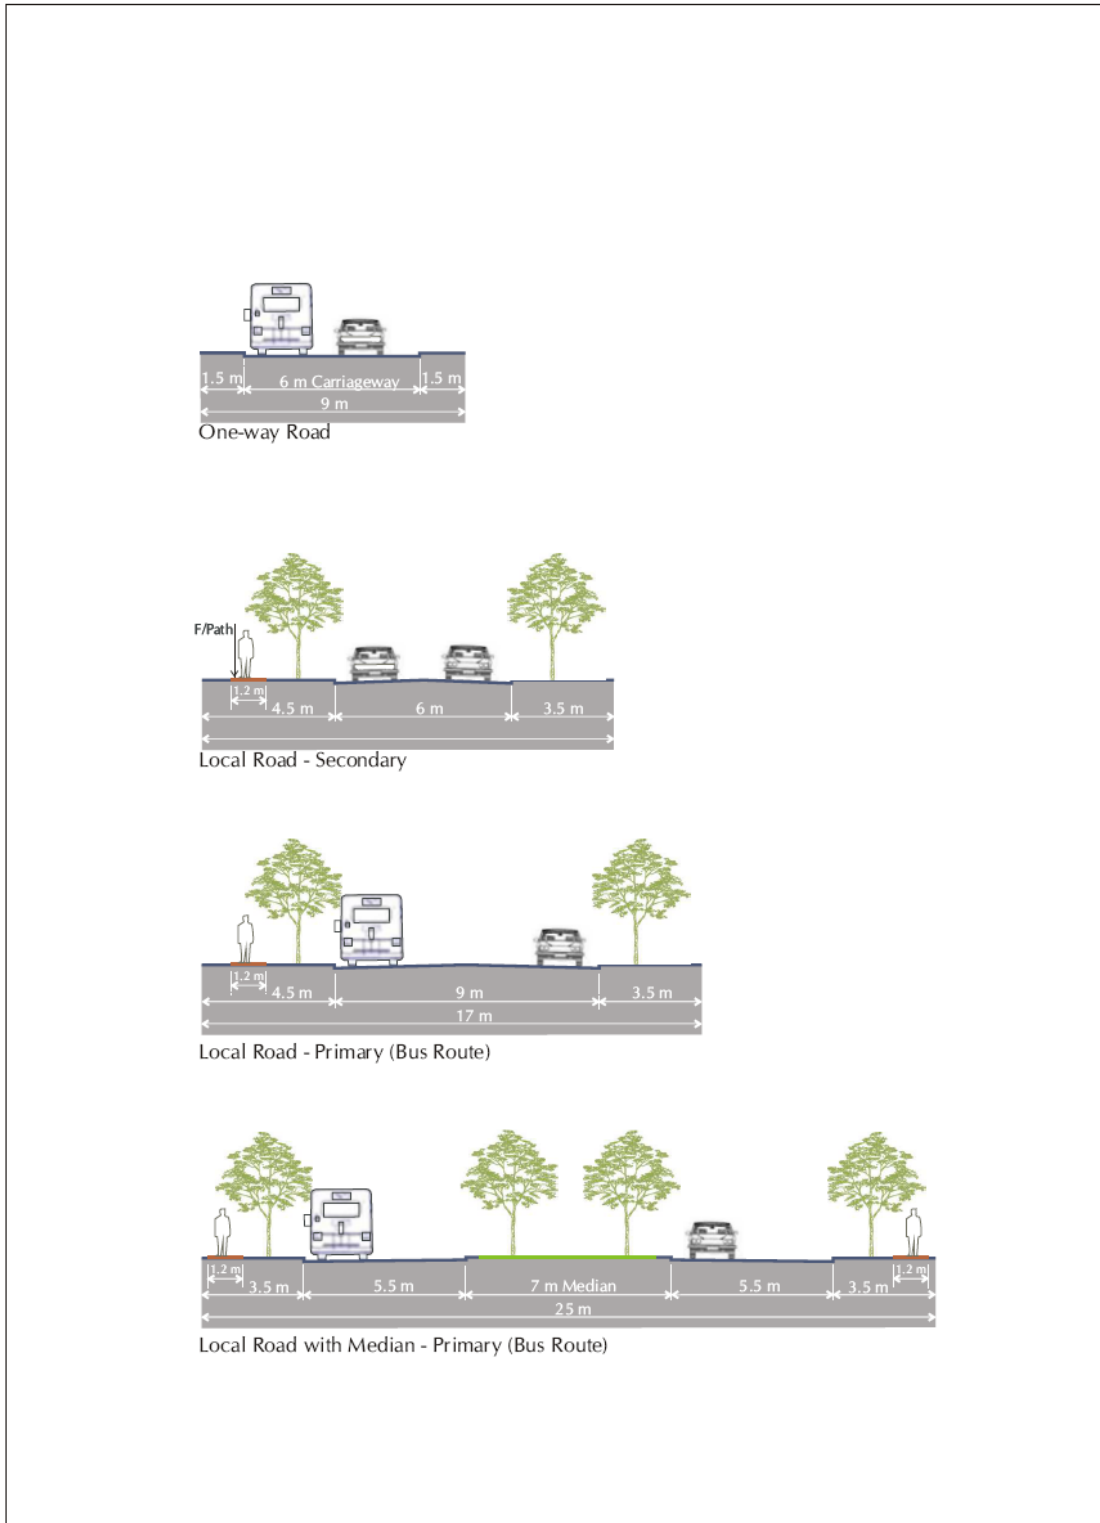 1.5 m 6 m Carriageway 1.5 m
9 m
One-way Road
F/Path
1.2 m
4.5 m 6 m 3.5 m
Local Road - Secondary
1.2 m
4.5 m 9 m 3.5 m
17 m
Local Road - Primary (Bus Route)
1.2 m 1.2 m
3.5 m 5.5 m 7 m Median 5.5 m 3.5 m
25 m
Local Road with Median - Primary (Bus Route)